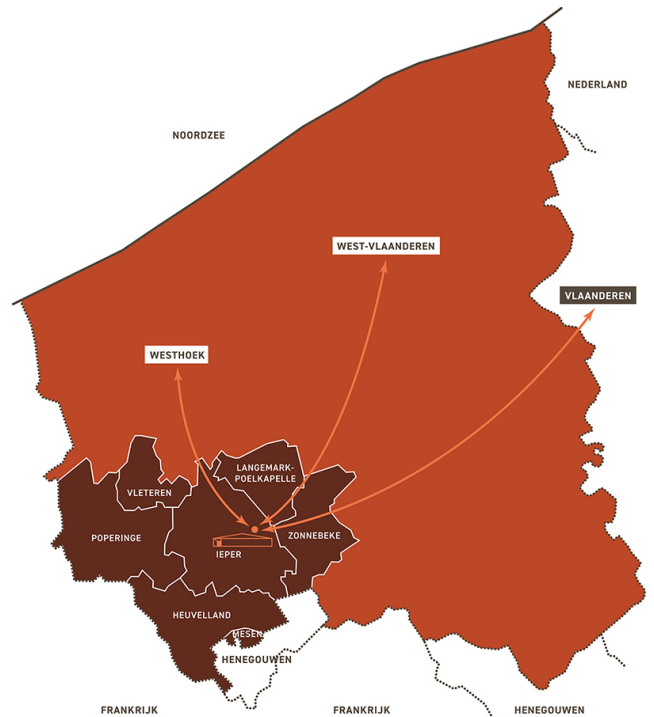 NEDERLAND
NOORDZEE
WEST-VLAANDEREN
VLAANDEREN
WESTHOEK
LANGEMARK-
POELKAPELLE
VLETEREN
POPERINGE
ZONNEBEKE
IEPER
HEUVELLAND
MESEN
HENEGOUWEN
FRANKRIJK
FRANKRIJK
HENEGOUWEN